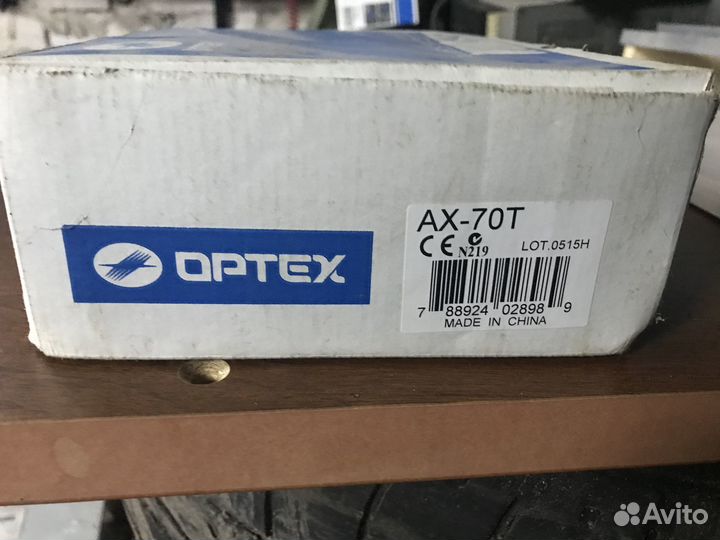 OPTEX
AX-70T
CE N219 LOT.0515H
7 88924 02898 9
MADE IN CHINA
Avito